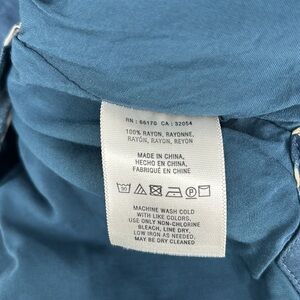 RN : 66170 CA : 32054
100% RAYON, RAYONNE,
RAYÓN, RAYON, REYON
MADE IN CHINA,
HECHO EN CHINA,
FABRIQUÉ EN CHINE
MACHINE WASH COLD
WITH LIKE COLORS,
USE ONLY NON-CHLORINE
BLEACH, LINE DRY,
LOW IRON AS NEEDED,
MAY BE DRY CLEANED